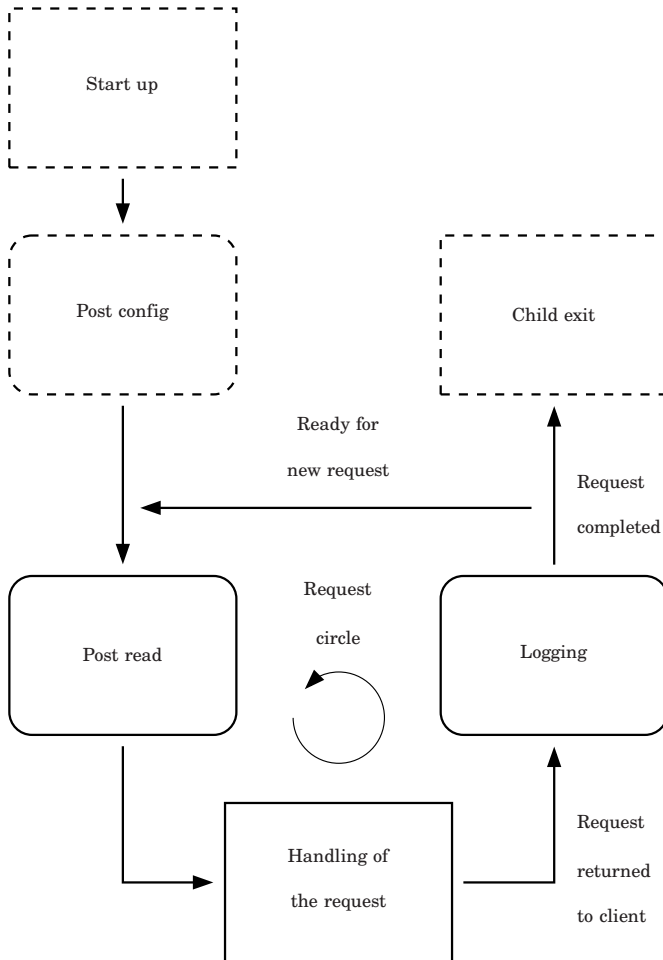 Start up
Post config
Child exit
Ready for
new request
Request
completed
Request
circle
Post read
Logging
Handling of
the request
Request
returned
to client